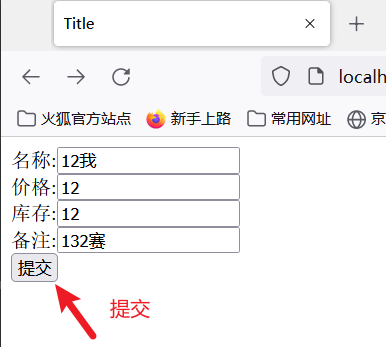 Title
localh
火狐官方站点 新手上路 常用网址 京
名称:12我
价格:12
库存:12
备注:132赛
提交
提交